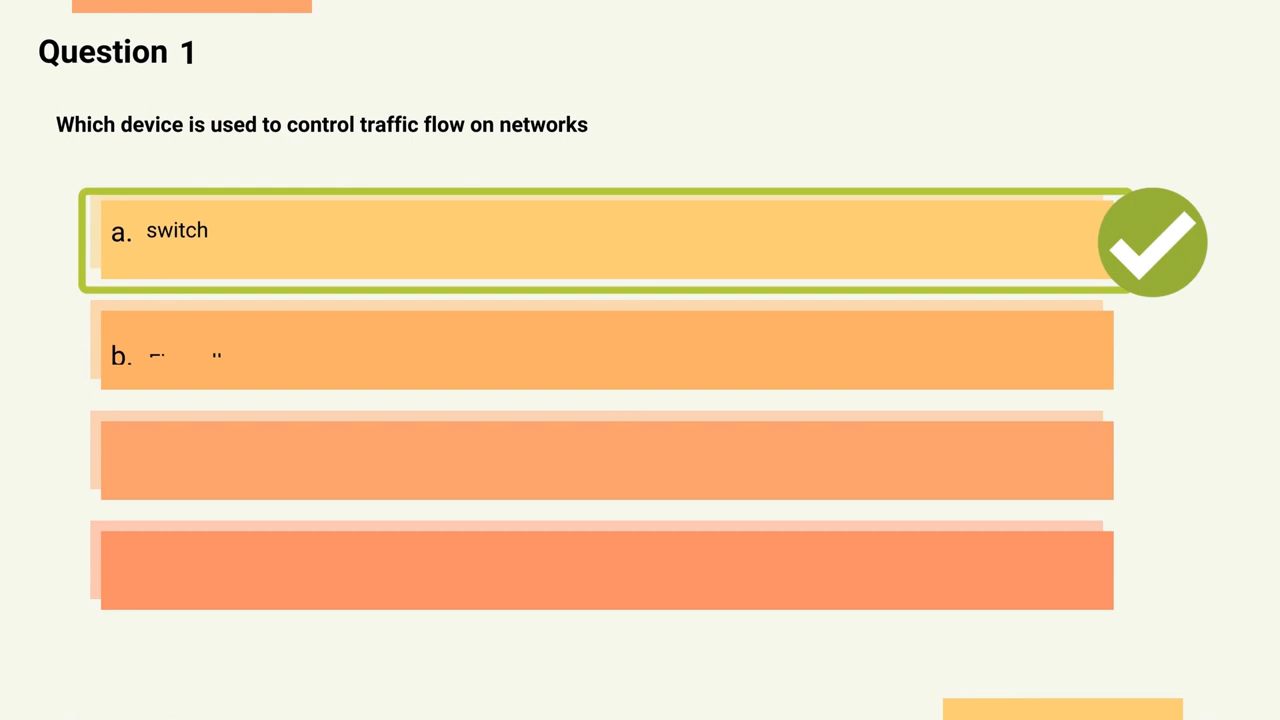 Question 1
Which device is used to control traffic flow on networks
a. switch
b.